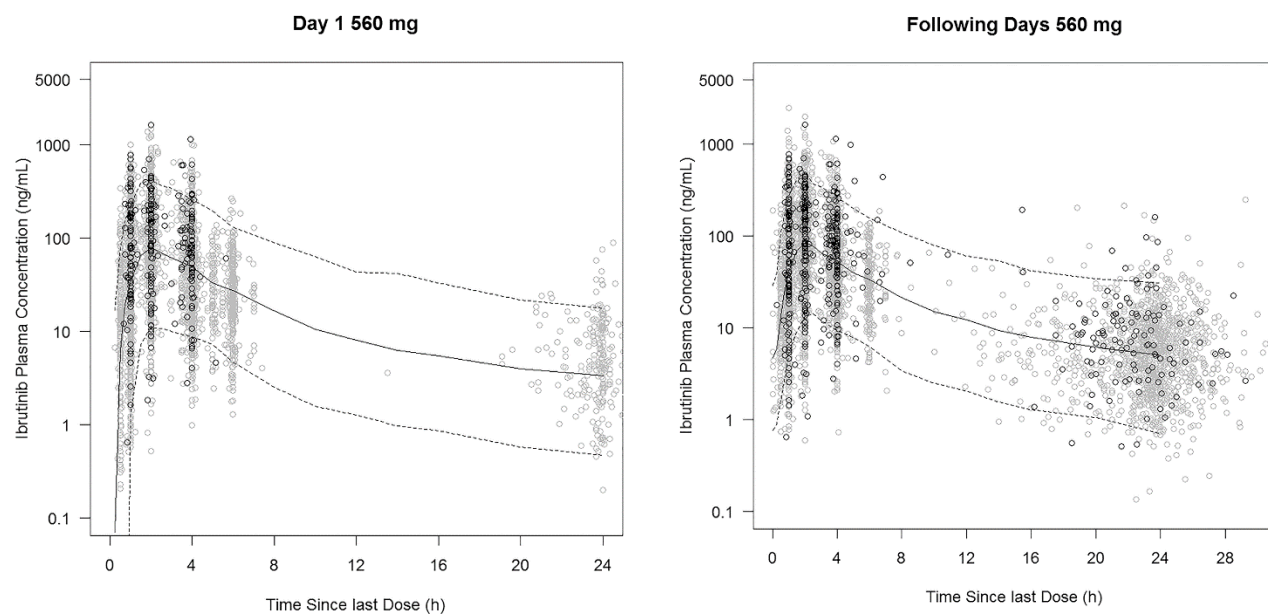 Day 1 560 mg
Ibrutinib Plasma Concentration (ng/mL)
5000
1000
100
10
1
0.1
0 4 8 12 16 20 24
Time Since last Dose (h)
Following Days 560 mg
Ibrutinib Plasma Concentration (ng/mL)
5000
1000
100
10
1
0.1
0 4 8 12 16 20 24 28
Time Since last Dose (h)